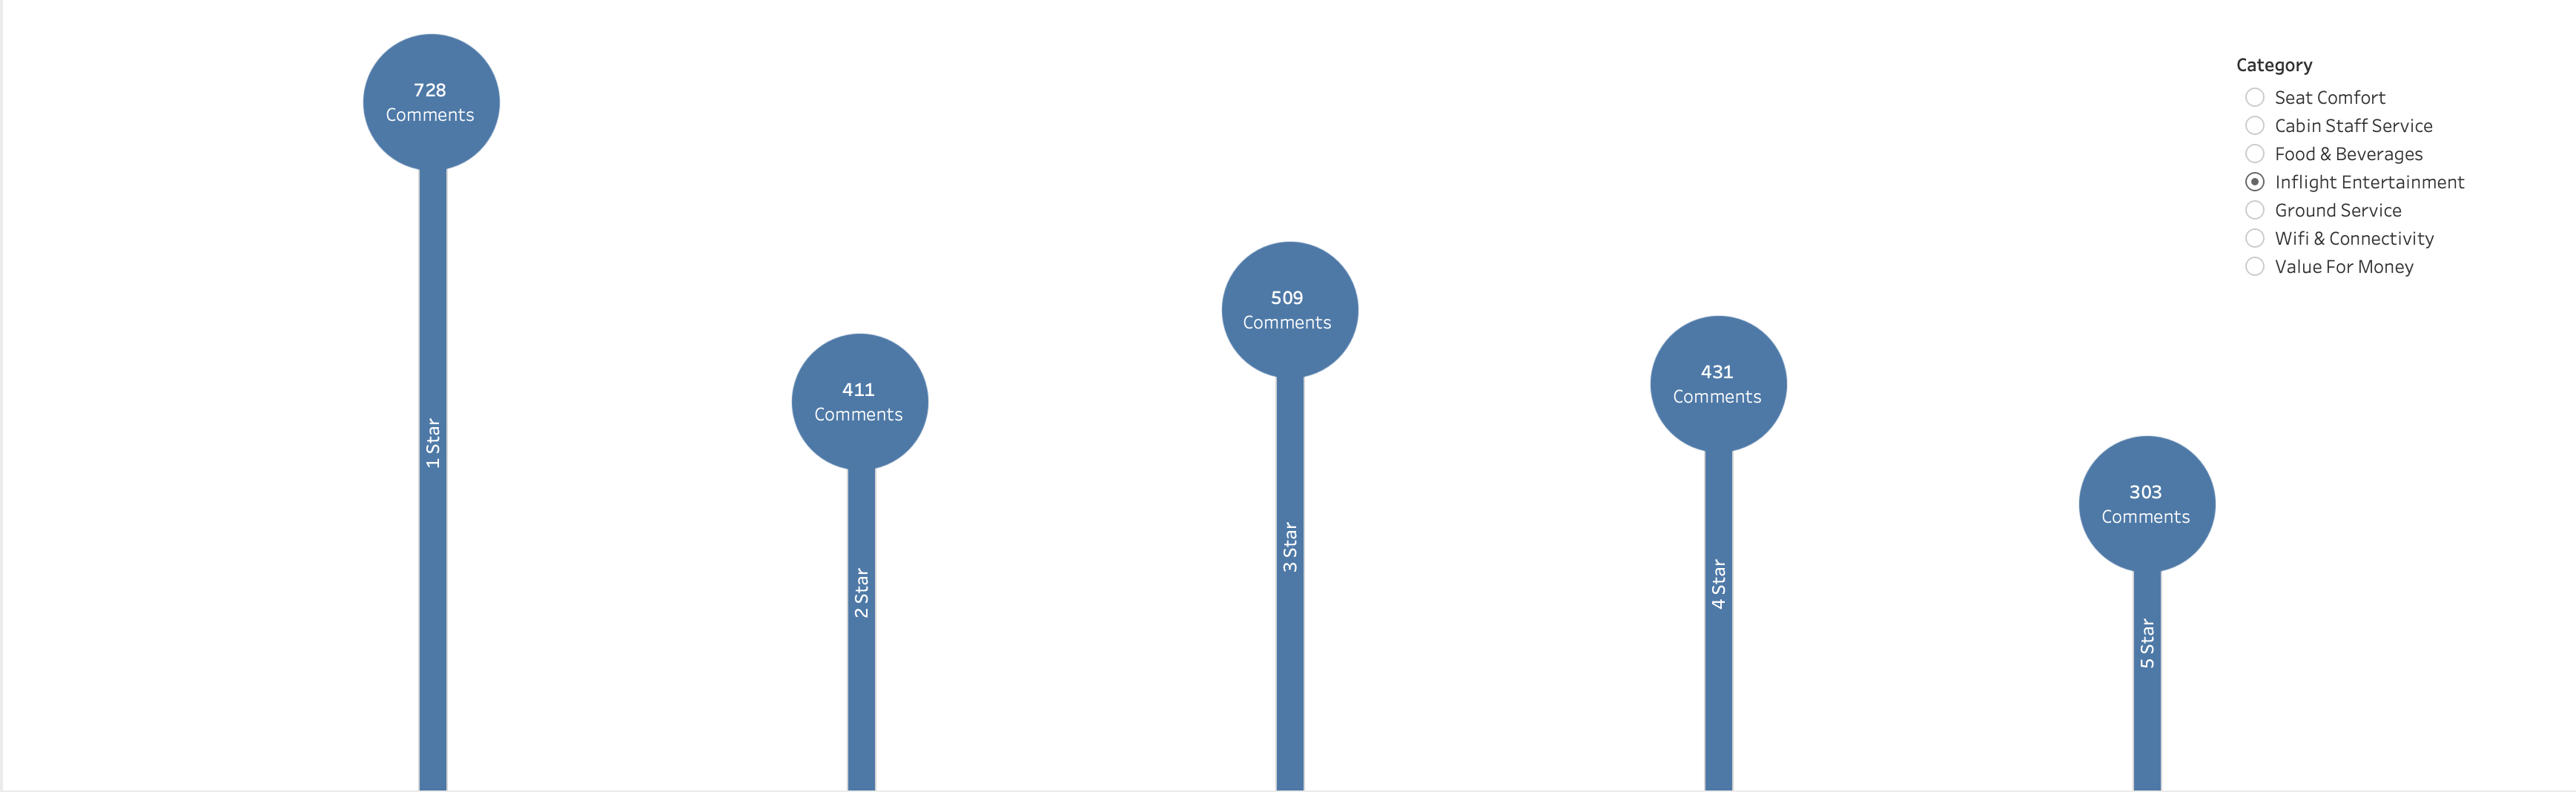 728
Comments
1 Star
411
Comments
2 Star
509
Comments
3 Star
431
Comments
4 Star
303
Comments
5 Star
Category
Seat Comfort
Cabin Staff Service
Food & Beverages
Inflight Entertainment
Ground Service
Wifi & Connectivity
Value For Money